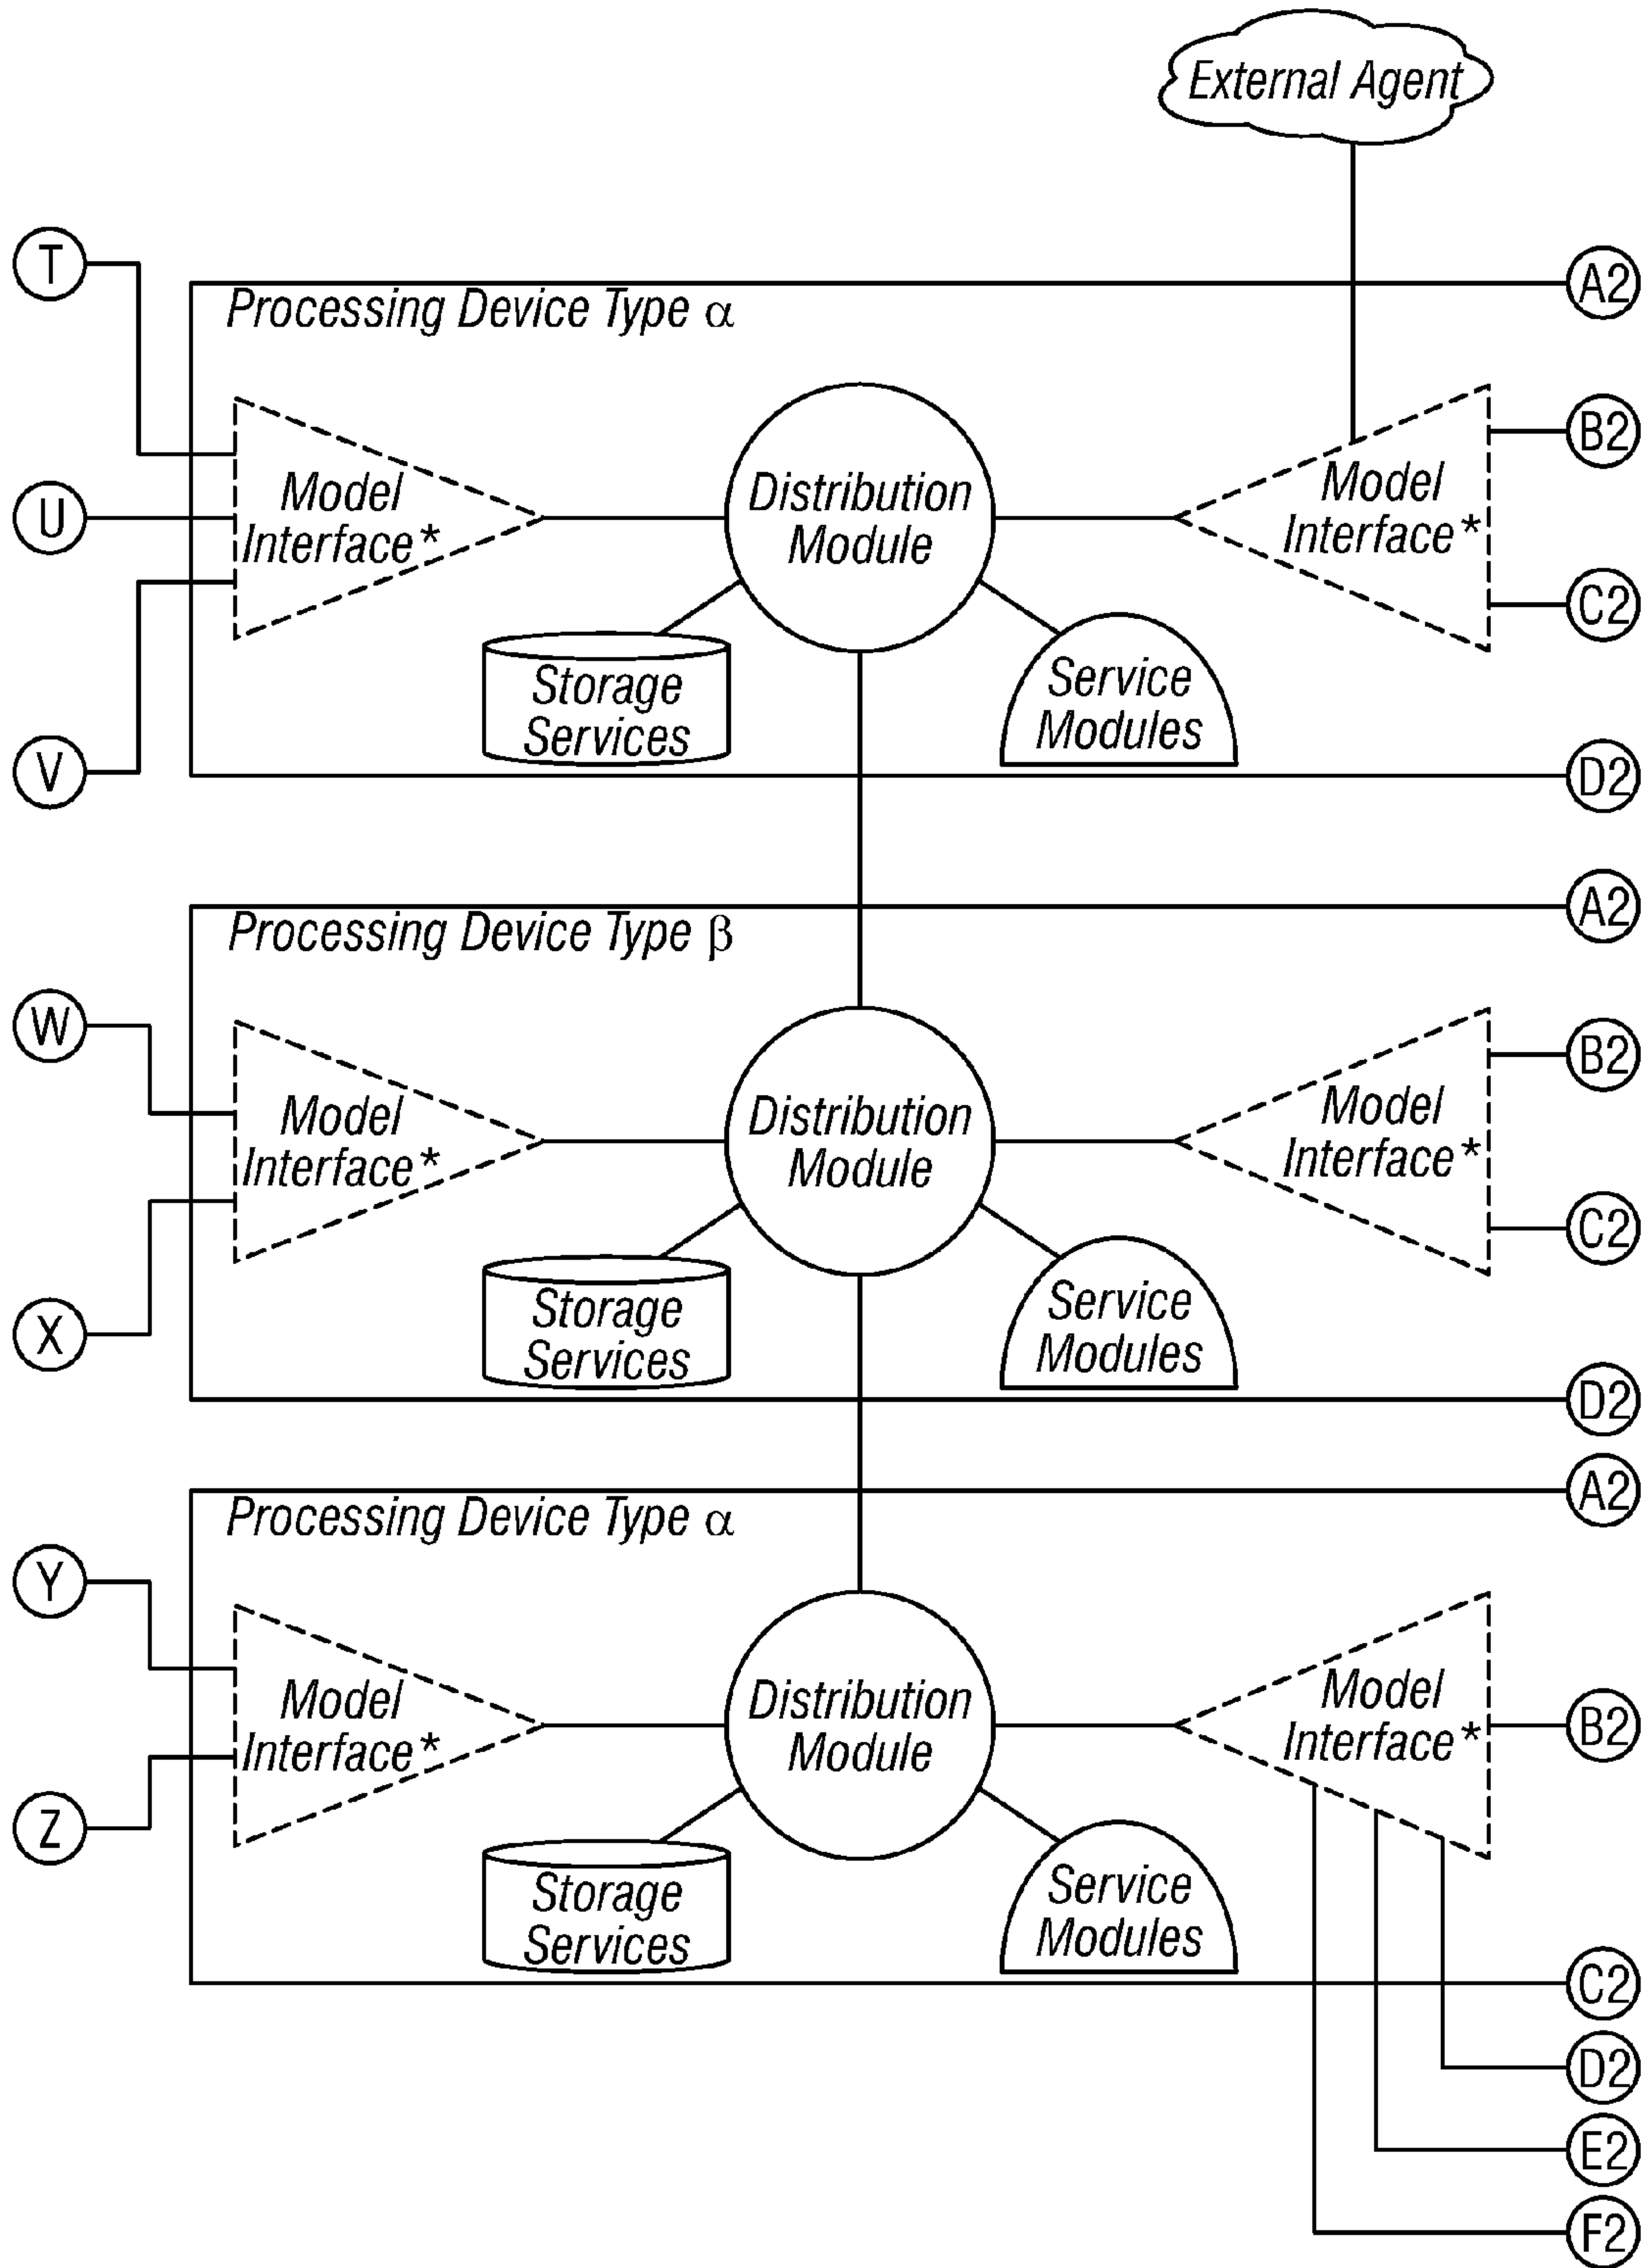 External Agent
T
A2
Processing Device Type α
B2
Model
Interface*
Distribution
Module
Model
Interface*
U
C2
Storage
Services
Service
Modules
V
D2
A2
Processing Device Type β
W
B2
Model
Interface*
Distribution
Module
Model
Interface*
C2
Storage
Services
Service
Modules
X
D2
A2
Processing Device Type α
Y
Model
Interface*
Distribution
Module
Model
Interface*
B2
Z
Storage
Services
Service
Modules
C2
D2
E2
F2